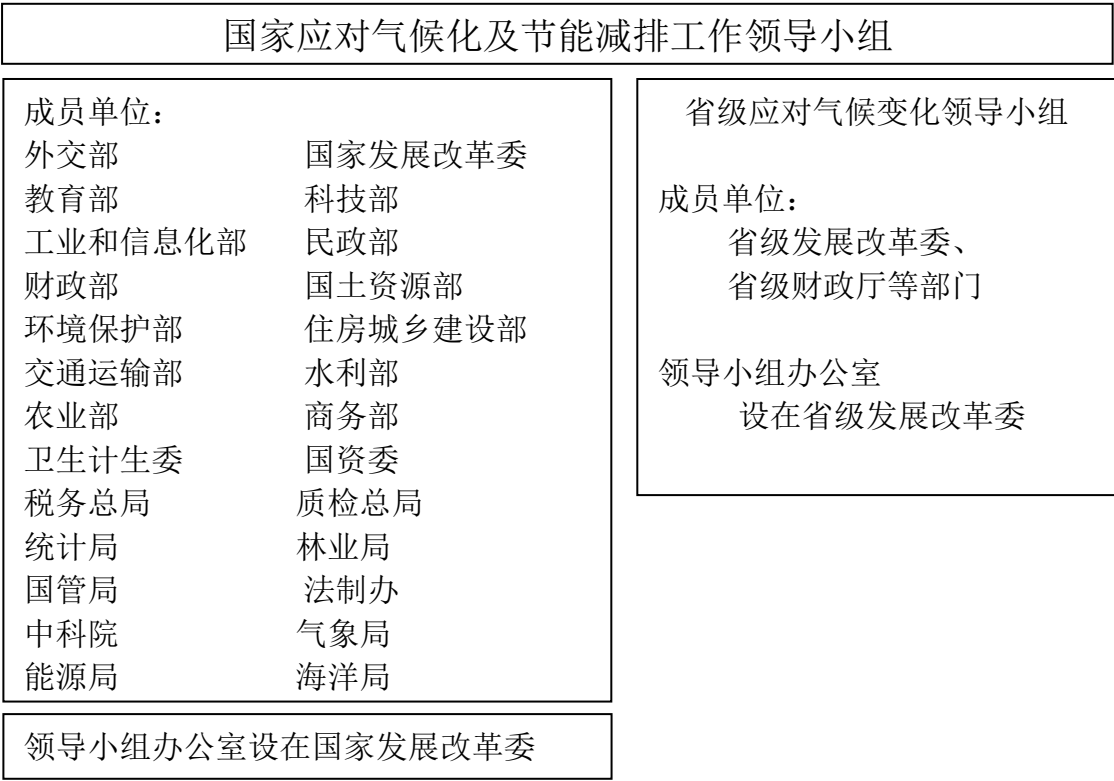 国家应对气候化及节能减排工作领导小组
成员单位：
外交部 国家发展改革委
教育部 科技部
工业和信息化部 民政部
财政部 国土资源部
环境保护部 住房城乡建设部
交通运输部 水利部
农业部 商务部
卫生计生委 国资委
税务总局 质检总局
统计局 林业局
国管局 法制办
中科院 气象局
能源局 海洋局
领导小组办公室设在国家发展改革委
省级应对气候变化领导小组
成员单位：
省级发展改革委、
省级财政厅等部门
领导小组办公室
设在省级发展改革委